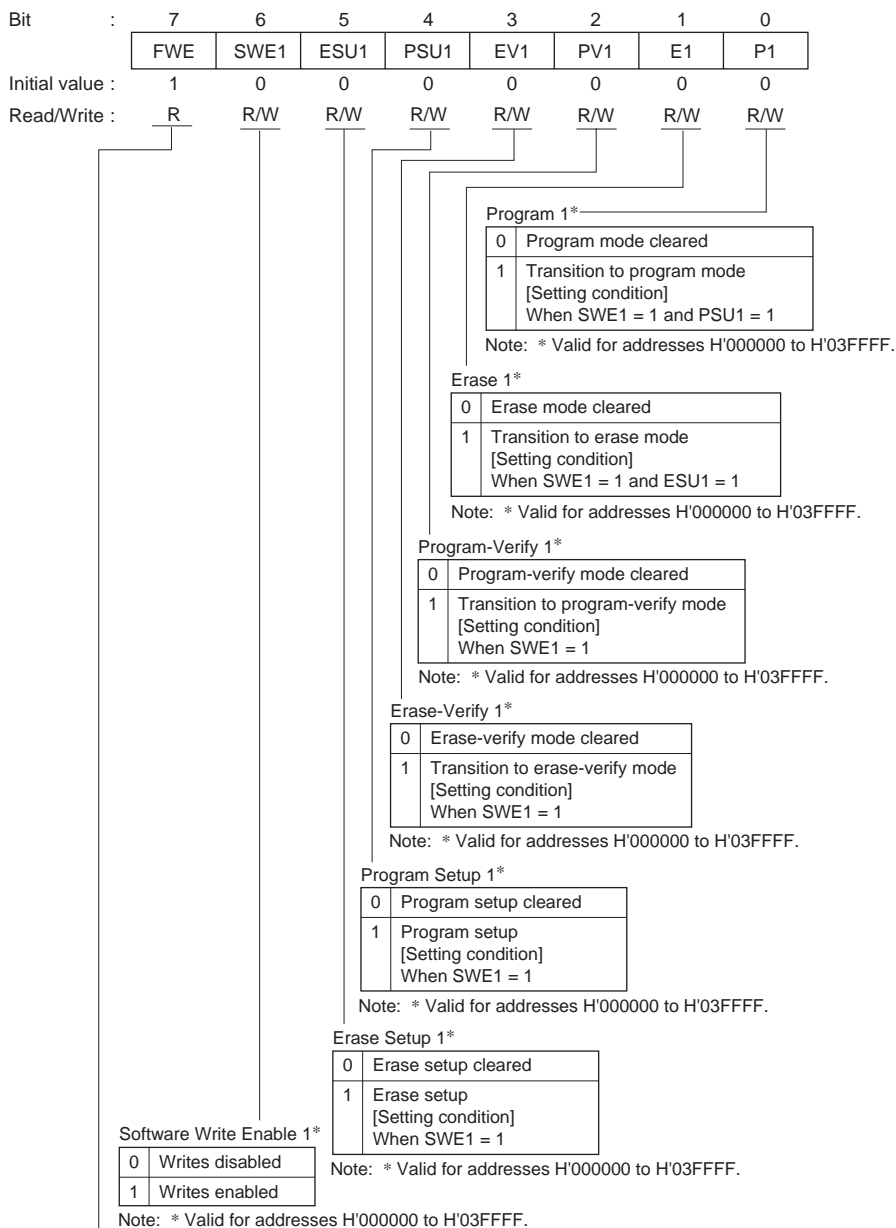 Bit : 7 6 5 4 3 2 1 0
FWE SWE1 ESU1 PSU1 EV1 PV1 E1 P1
Initial value : 1 0 0 0 0 0 0 0
Read/Write : R R/W R/W R/W R/W R/W R/W R/W
Program 1*
0 Program mode cleared
1 Transition to program mode
[Setting condition]
When SWE1 = 1 and PSU1 = 1
Note: * Valid for addresses H'000000 to H'03FFFF.
Erase 1*
0 Erase mode cleared
1 Transition to erase mode
[Setting condition]
When SWE1 = 1 and ESU1 = 1
Note: * Valid for addresses H'000000 to H'03FFFF.
Program-Verify 1*
0 Program-verify mode cleared
1 Transition to program-verify mode
[Setting condition]
When SWE1 = 1
Note: * Valid for addresses H'000000 to H'03FFFF.
Erase-Verify 1*
0 Erase-verify mode cleared
1 Transition to erase-verify mode
[Setting condition]
When SWE1 = 1
Note: * Valid for addresses H'000000 to H'03FFFF.
Program Setup 1*
0 Program setup cleared
1 Program setup
[Setting condition]
When SWE1 = 1
Note: * Valid for addresses H'000000 to H'03FFFF.
Erase Setup 1*
0 Erase setup cleared
1 Erase setup
[Setting condition]
When SWE1 = 1
Note: * Valid for addresses H'000000 to H'03FFFF.
Software Write Enable 1*
0 Writes disabled
1 Writes enabled
Note: * Valid for addresses H'000000 to H'03FFFF.